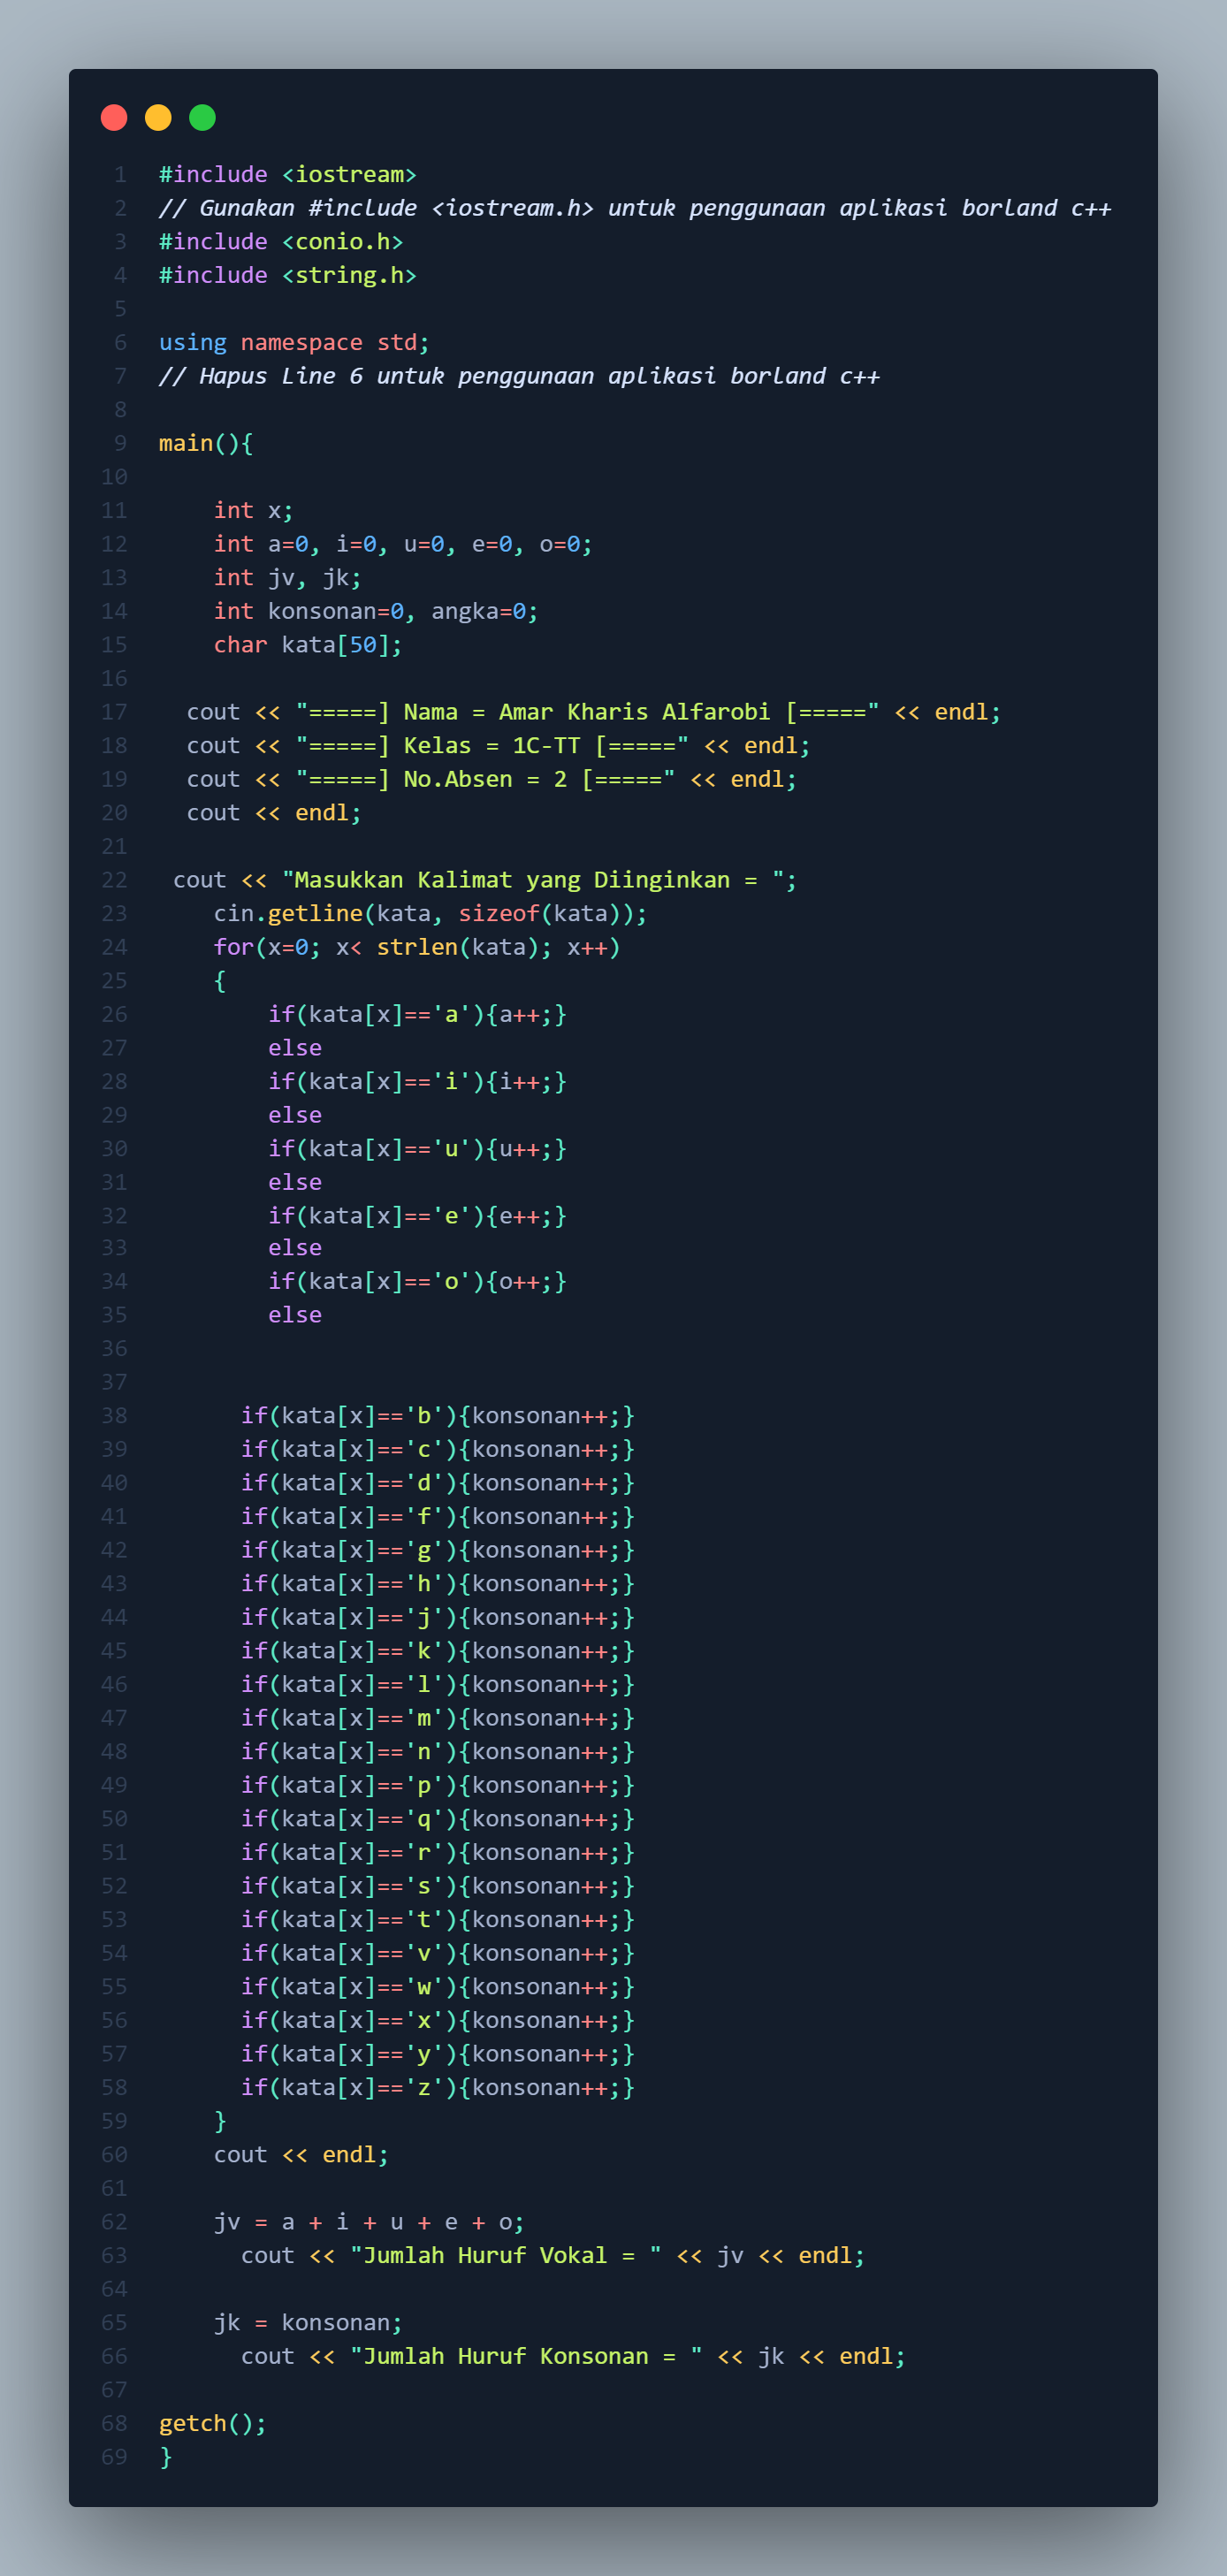 1 #include <iostream>
2 // Gunakan #include <iostream.h> untuk penggunaan aplikasi borland c++
3 #include <conio.h>
4 #include <string.h>
5
6 using namespace std;
7 // Hapus Line 6 untuk penggunaan aplikasi borland c++
8
9 main(){
10
11     int x;
12     int a=0, i=0, u=0, e=0, o=0;
13     int jv, jk;
14     int konsonan=0, angka=0;
15     char kata[50];
16
17   cout << "=====] Nama = Amar Kharis Alfarobi [=====" << endl;
18   cout << "=====] Kelas = 1C-TT [=====" << endl;
19   cout << "=====] No.Absen = 2 [=====" << endl;
20   cout << endl;
21
22  cout << "Masukkan Kalimat yang Diinginkan = ";
23     cin.getline(kata, sizeof(kata));
24     for(x=0; x< strlen(kata); x++)
25     {
26         if(kata[x]=='a'){a++;}
27         else
28         if(kata[x]=='i'){i++;}
29         else
30         if(kata[x]=='u'){u++;}
31         else
32         if(kata[x]=='e'){e++;}
33         else
34         if(kata[x]=='o'){o++;}
35         else
36
37
38       if(kata[x]=='b'){konsonan++;}
39       if(kata[x]=='c'){konsonan++;}
40       if(kata[x]=='d'){konsonan++;}
41       if(kata[x]=='f'){konsonan++;}
42       if(kata[x]=='g'){konsonan++;}
43       if(kata[x]=='h'){konsonan++;}
44       if(kata[x]=='j'){konsonan++;}
45       if(kata[x]=='k'){konsonan++;}
46       if(kata[x]=='l'){konsonan++;}
47       if(kata[x]=='m'){konsonan++;}
48       if(kata[x]=='n'){konsonan++;}
49       if(kata[x]=='p'){konsonan++;}
50       if(kata[x]=='q'){konsonan++;}
51       if(kata[x]=='r'){konsonan++;}
52       if(kata[x]=='s'){konsonan++;}
53       if(kata[x]=='t'){konsonan++;}
54       if(kata[x]=='v'){konsonan++;}
55       if(kata[x]=='w'){konsonan++;}
56       if(kata[x]=='x'){konsonan++;}
57       if(kata[x]=='y'){konsonan++;}
58       if(kata[x]=='z'){konsonan++;}
59     }
60     cout << endl;
61
62     jv = a + i + u + e + o;
63       cout << "Jumlah Huruf Vokal = " << jv << endl;
64
65     jk = konsonan;
66       cout << "Jumlah Huruf Konsonan = " << jk << endl;
67
68 getch();
69 }